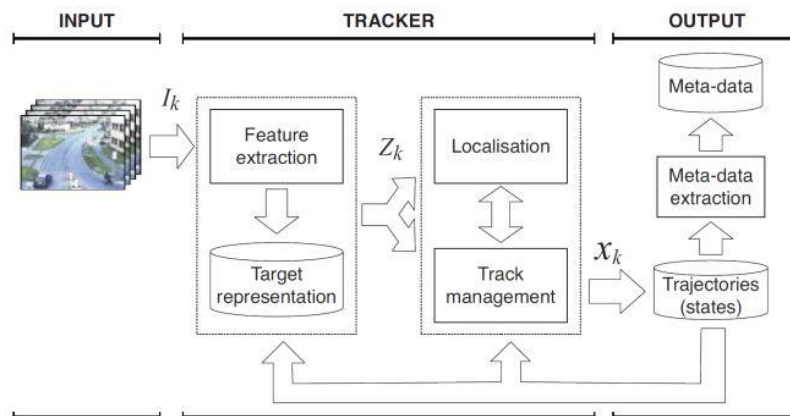 INPUT
TRACKER
OUTPUT
I_k
Feature
extraction
Target
representation
Z_k
Localisation
Track
management
x_k
Meta-data
Meta-data
extraction
Trajectories
(states)